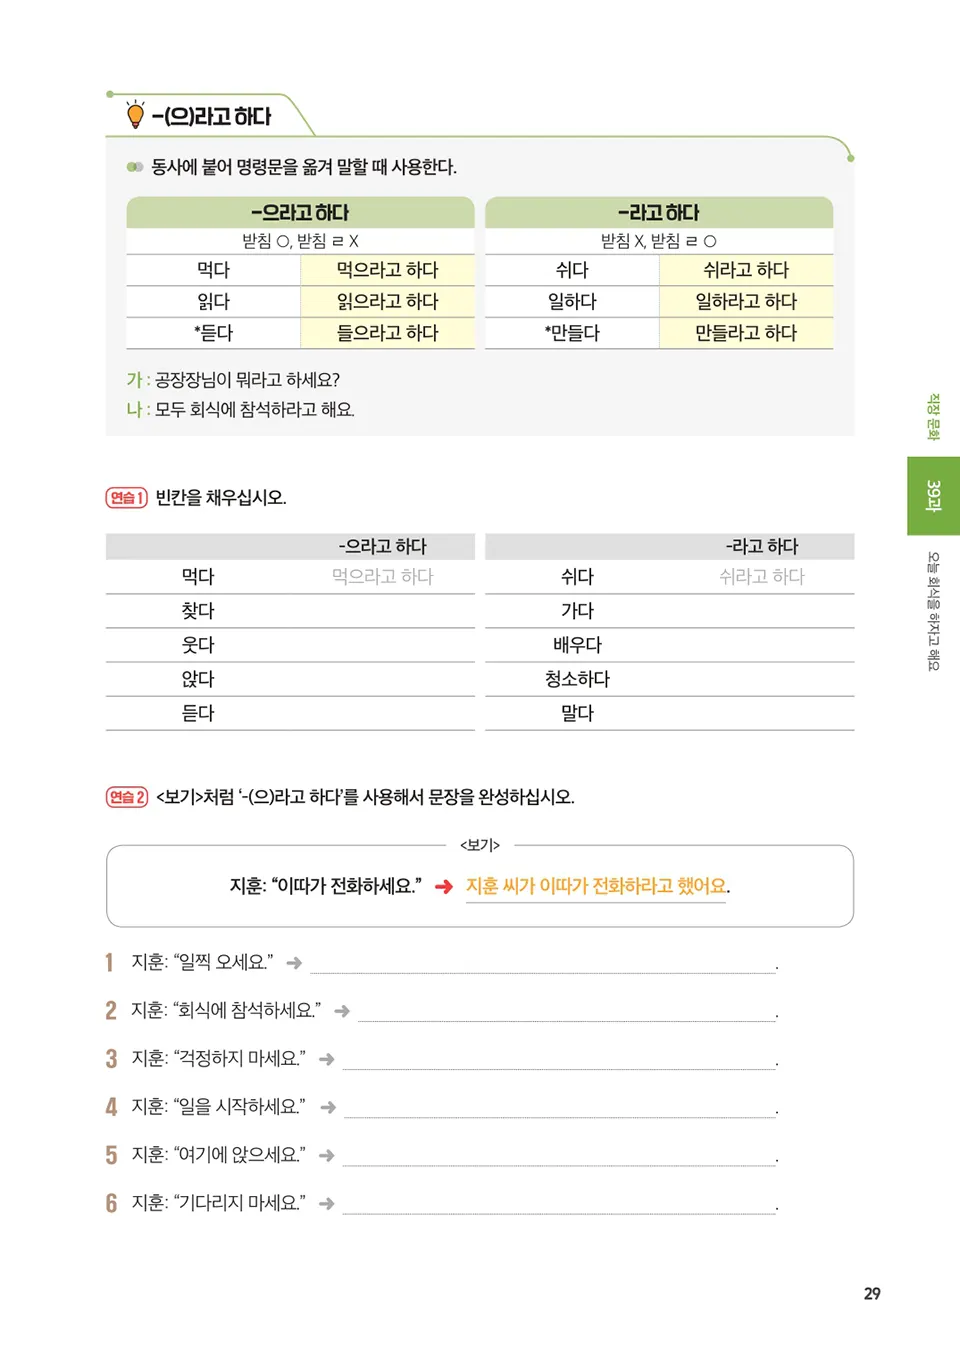 -(으)라고 하다
동사에 붙어 명령문을 옮겨 말할 때 사용한다.
-으라고 하다
받침 O, 받침 ㄹ X
먹다 먹으라고 하다
읽다 읽으라고 하다
*듣다 들으라고 하다
-라고 하다
받침 X, 받침 ㄹ O
쉬다 쉬라고 하다
일하다 일하라고 하다
*만들다 만들라고 하다
가 : 공장장님이 뭐라고 하세요?
나 : 모두 회식에 참석하라고 해요.
연습 1 빈칸을 채우십시오.
-으라고 하다
먹다 먹으라고 하다
찾다
웃다
앉다
듣다
-라고 하다
쉬다 쉬라고 하다
가다
배우다
청소하다
말다
연습 2 <보기>처럼 ‘-(으)라고 하다’를 사용해서 문장을 완성하십시오.
<보기>
지훈: “이따가 전화하세요.” ➜ 지훈 씨가 이따가 전화하라고 했어요.
1 지훈: “일찍 오세요.” ➜ .
2 지훈: “회식에 참석하세요.” ➜ .
3 지훈: “걱정하지 마세요.” ➜ .
4 지훈: “일을 시작하세요.” ➜ .
5 지훈: “여기에 앉으세요.” ➜ .
6 지훈: “기다리지 마세요.” ➜ .
직장 문화
39과
오늘 회식을 하자고 해요
29